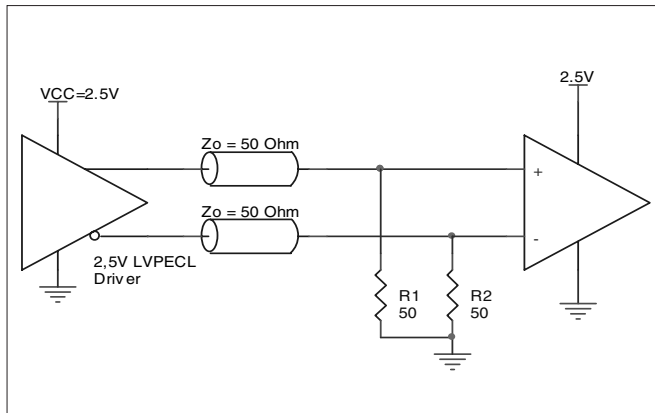 2.5V
VCC=2.5V
Zo = 50 Ohm
+
Zo = 50 Ohm
-
2,5V LVPECL
Driver
R1
50
R2
50